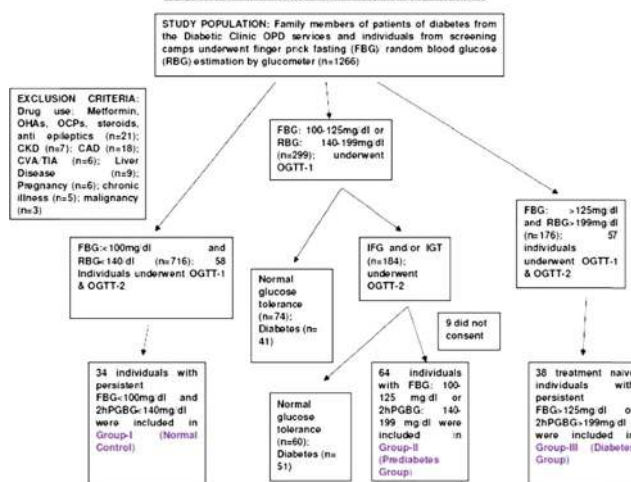 STUDY POPULATION: Family members of patients of diabetes from
the Diabetic Clinic OPD services and individuals from screening
camps underwent finger prick fasting (FBG) random blood glucose
(RBG) estimation by glucometer (n=1266)
EXCLUSION CRITERIA:
Drug use: Metformin,
OHAs, OCPs, steroids,
anti epileptics (n=21);
CKD (n=7); CAD (n=18);
CVA/TIA (n=6); Liver
Disease (n=9);
Pregnancy (n=6); chronic
illness (n=5); malignancy
(n=3)
FBG: 100-125mg/dl or
RBG: 140-199mg/dl
(n=299); underwent
OGTT-1
FBG: >125mg/dl
and RBG>199mg/dl
(n=176); 57
individuals
underwent OGTT-1
& OGTT-2
FBG:<100mg/dl and
RBG<140/dl (n=716); 58
Individuals underwent OGTT-1
& OGTT-2
Normal
glucose
tolerance
(n=74);
Diabetes (n=
41)
IFG and/or IGT
(n=184);
underwent
OGTT-2
9 did not
consent
34 individuals with
persistent
FBG<100mg/dl and
2hPGBG<140mg/dl
were included in
Group-I (Normal
Control)
Normal
glucose
tolerance
(n=60);
Diabetes (n=
51)
64 individuals
with FBG: 100-
125 mg/dl or
2hPGBG: 140-
199 mg/dl were
included in
Group-II
(Prediabetes
Group)
38 treatment naive
individuals with
persistent
FBG>125mg/dl or
2hPGBG>199mg/dl
were included in
Group-III (Diabetes
Group)